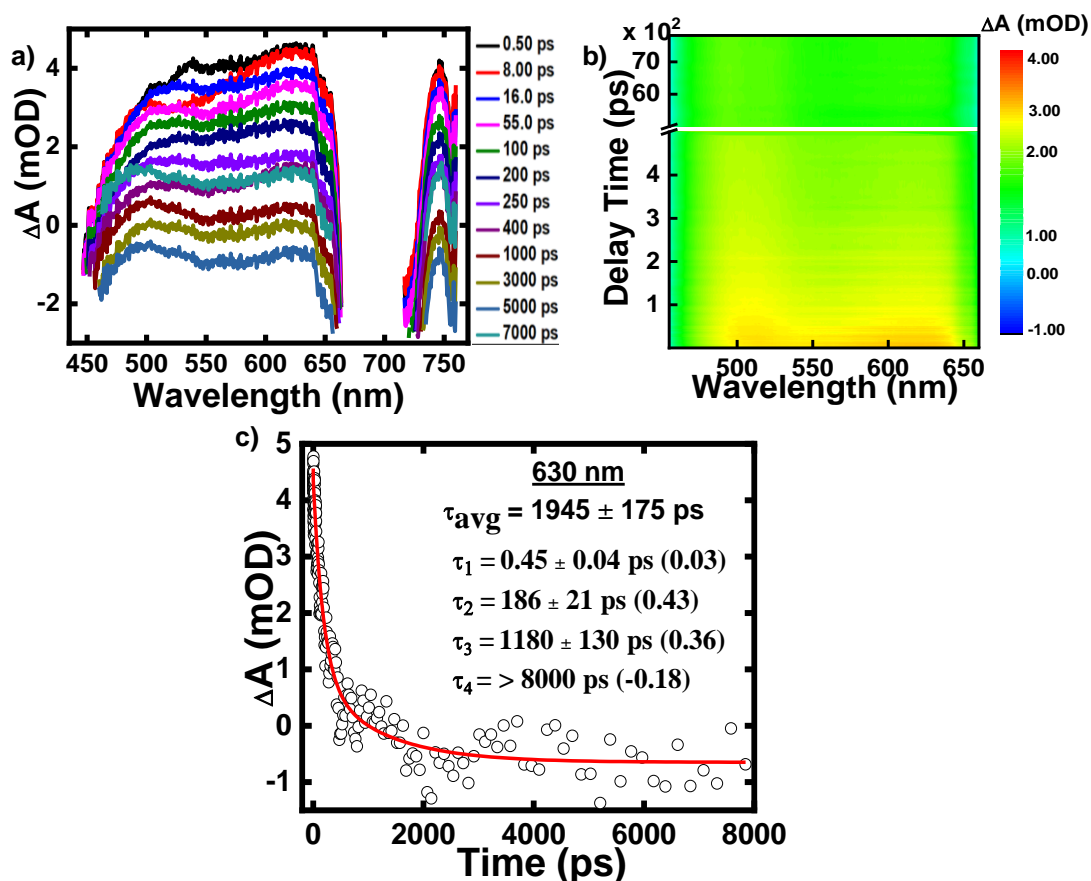 a)
ΔA (mOD)
4
2
0
-2
450 500 550 600 650 700 750
Wavelength (nm)
0.50 ps
8.00 ps
16.0 ps
55.0 ps
100 ps
200 ps
250 ps
400 ps
1000 ps
3000 ps
5000 ps
7000 ps
b)
x 10²
ΔA (mOD)
Delay Time (ps)
70
60
4
3
2
1
500 550 600 650
Wavelength (nm)
4.00
3.00
2.00
1.00
0.00
-1.00
c)
ΔA (mOD)
5
4
3
2
1
0
-1
0 2000 4000 6000 8000
Time (ps)
630 nm
τavg = 1945 ± 175 ps
τ₁ = 0.45 ± 0.04 ps (0.03)
τ₂ = 186 ± 21 ps (0.43)
τ₃ = 1180 ± 130 ps (0.36)
τ₄ = > 8000 ps (-0.18)